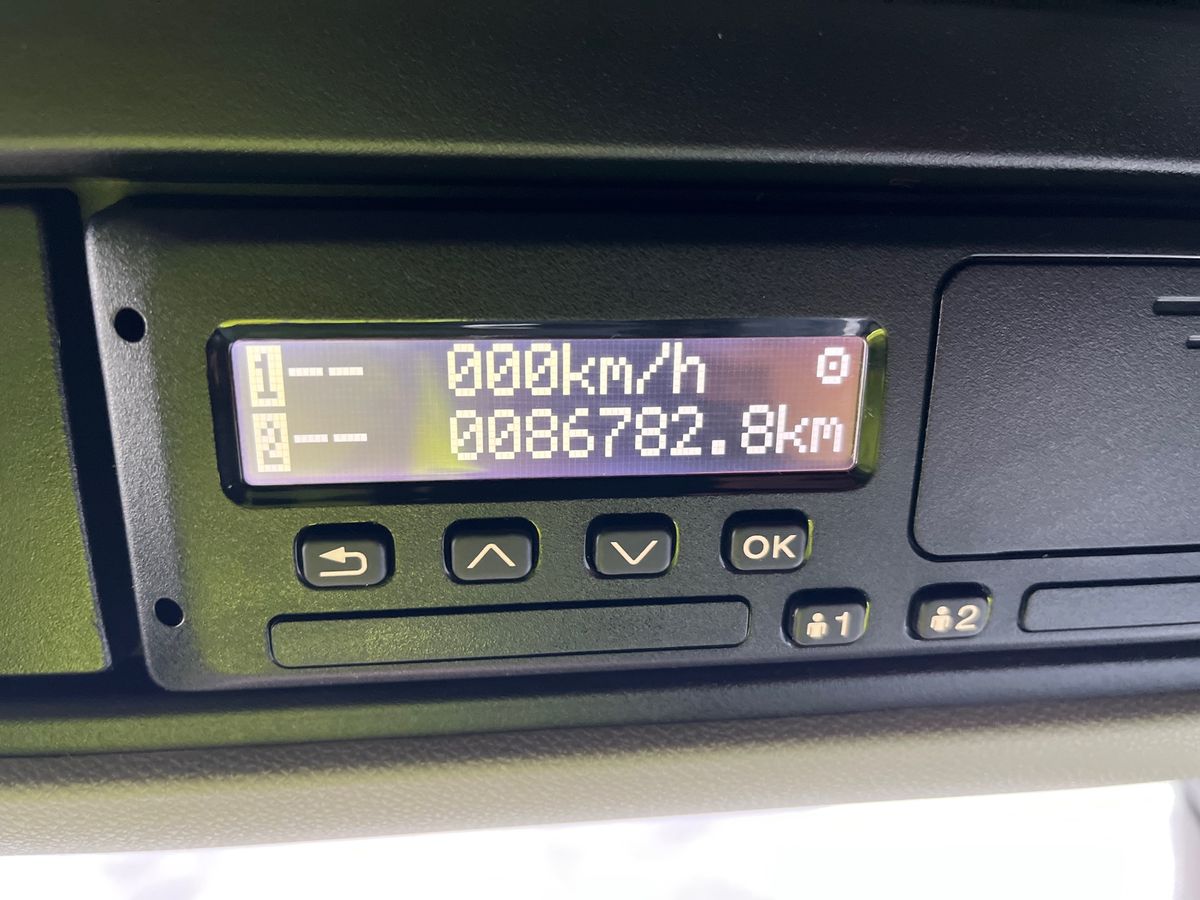 1 -- -- 000km/h
2 -- -- 0086782.8km
OK
1 2